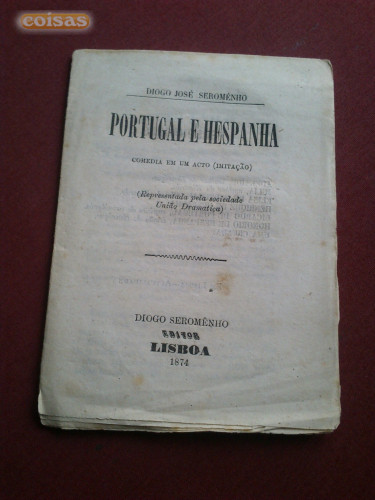 coisas
DIOGO JOSÉ SEROMÊNHO
PORTUGAL E HESPANHA
COMEDIA EM UM ACTO (IMITAÇÃO)
(Representada pela sociedade
União Dramatica)
DIOGO SEROMÊNHO
EDITOR
LISBOA
1874